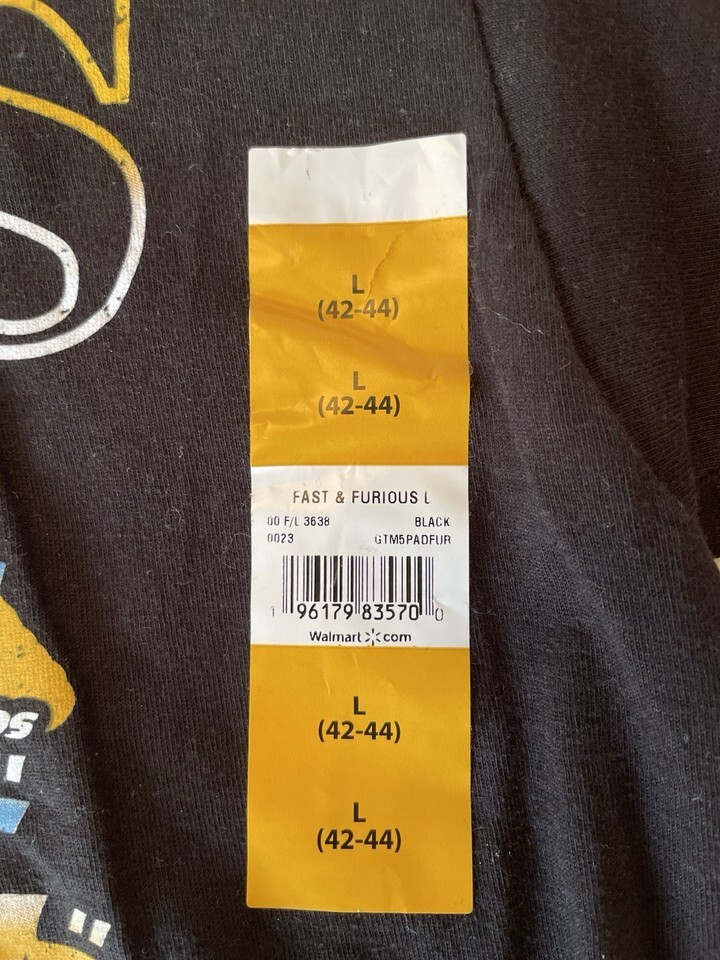 L
(42-44)
L
(42-44)
FAST & FURIOUS L
00 F/L 3638 BLACK
0023 GTM5PADFUR
1 96179 83570 0
Walmart com
L
(42-44)
L
(42-44)